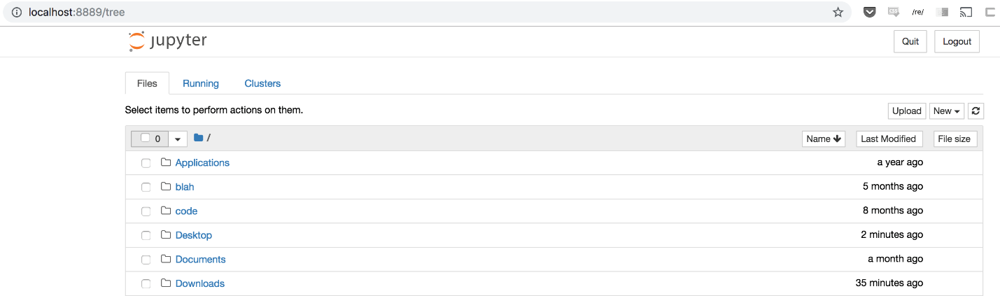 localhost:8889/tree /re/
jupyter Quit Logout
Files Running Clusters
Select items to perform actions on them. Upload New
0 / Name Last Modified File size
Applications a year ago
blah 5 months ago
code 8 months ago
Desktop 2 minutes ago
Documents a month ago
Downloads 35 minutes ago